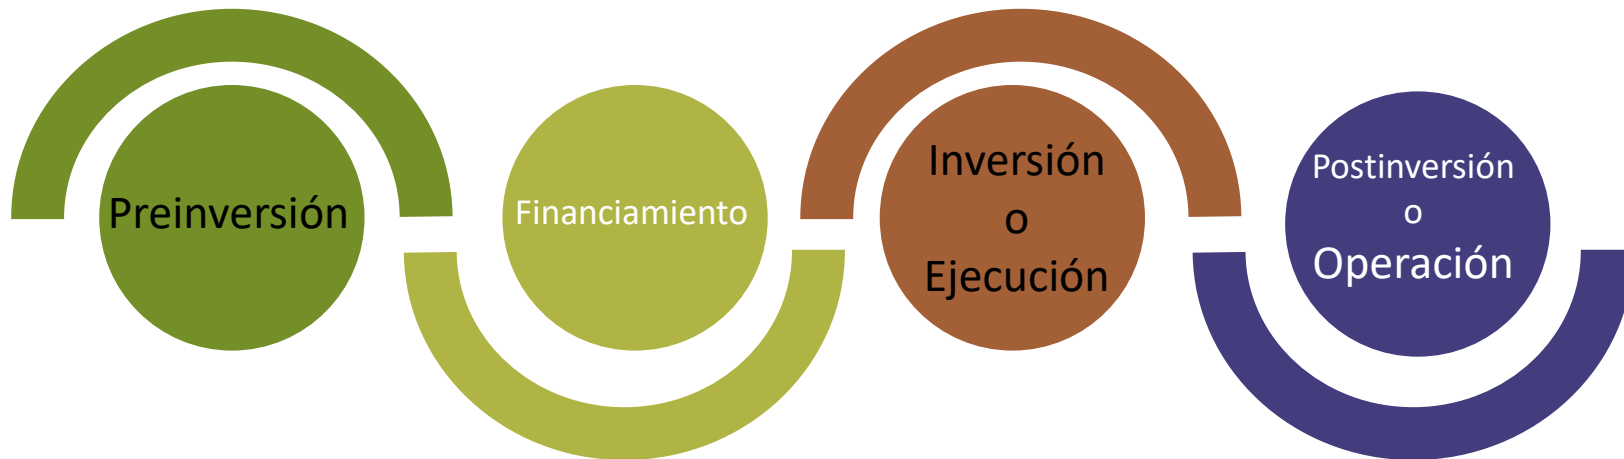 Preinversión
Financiamiento
Inversión
o
Ejecución
Postinversión
o
Operación